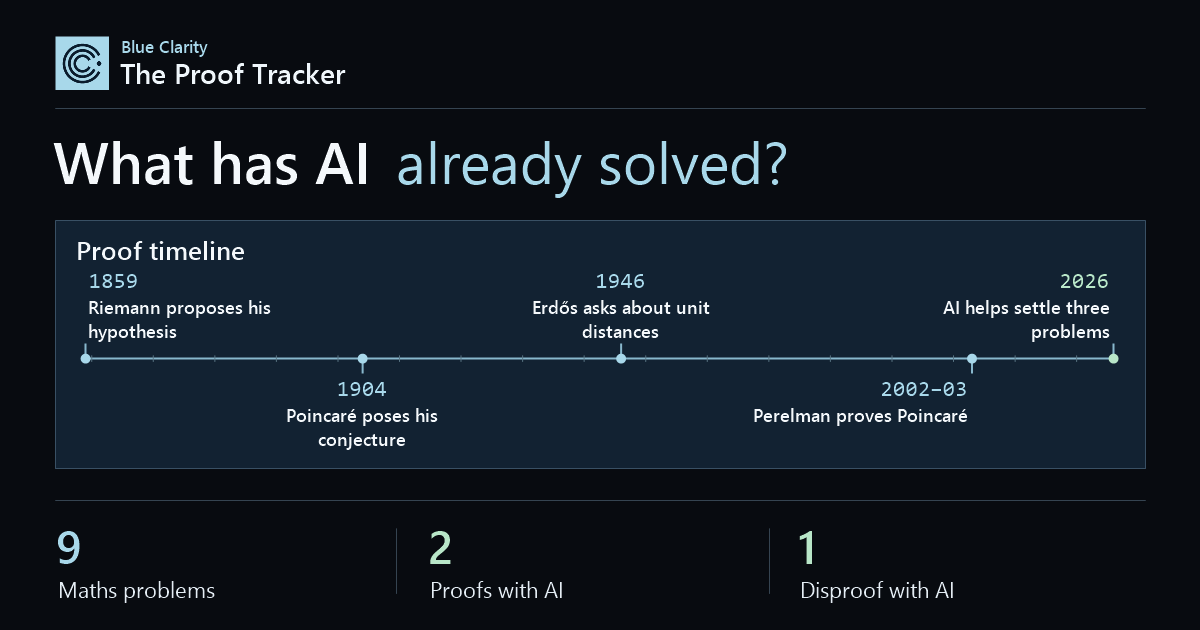 Blue Clarity
The Proof Tracker
What has AI already solved?
Proof timeline
1859
Riemann proposes his
hypothesis
1946
Erdős asks about unit
distances
2026
AI helps settle three
problems
1904
Poincaré poses his
conjecture
2002–03
Perelman proves Poincaré
9
Maths problems
2
Proofs with AI
1
Disproof with AI